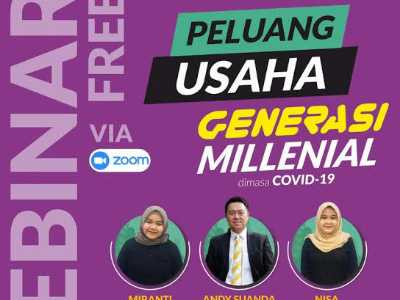 WEBINAR
FREE
VIA
zoom
PELUANG
USAHA
GENERASI
MILLENIAL
dimasa COVID-19
MIRANTI
ANDY SUANDA
NISA